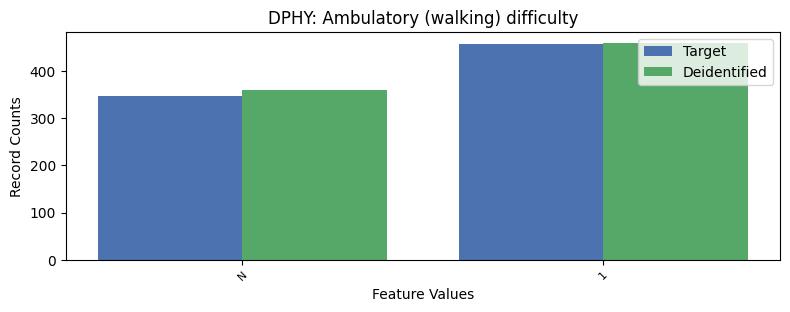 DPHY: Ambulatory (walking) difficulty
Target
Deidentified
400
300
200
100
0
Record Counts
N
1
Feature Values